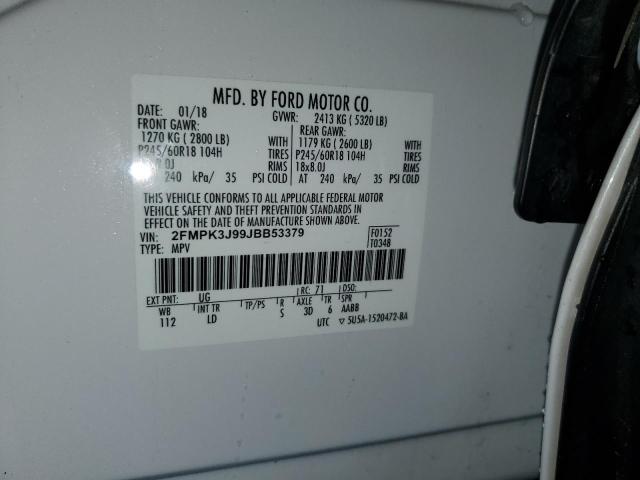 MFD. BY FORD MOTOR CO.
DATE: 01/18 GVWR: 2413 KG ( 5320 LB)
FRONT GAWR: REAR GAWR:
1270 KG ( 2800 LB) WITH 1179 KG ( 2600 LB) WITH
P245/60R18 104H TIRES P245/60R18 104H TIRES
RIMS 18x8.0J RIMS
240 kPa/ 35 PSI COLD AT 240 kPa/ 35 PSI COLD
THIS VEHICLE CONFORMS TO ALL APPLICABLE FEDERAL MOTOR
VEHICLE SAFETY AND THEFT PREVENTION STANDARDS IN
EFFECT ON THE DATE OF MANUFACTURE SHOWN ABOVE.
VIN: 2FMPK3J99JBB53379 F0152
TYPE: MPV T0348
EXT PNT: UG RC: 71 DSO:
WB INT TR TP/PS R AXLE TR SPR
112 LD S 3D 6 AABB
UTC ▽ 5U5A-1520472-BA